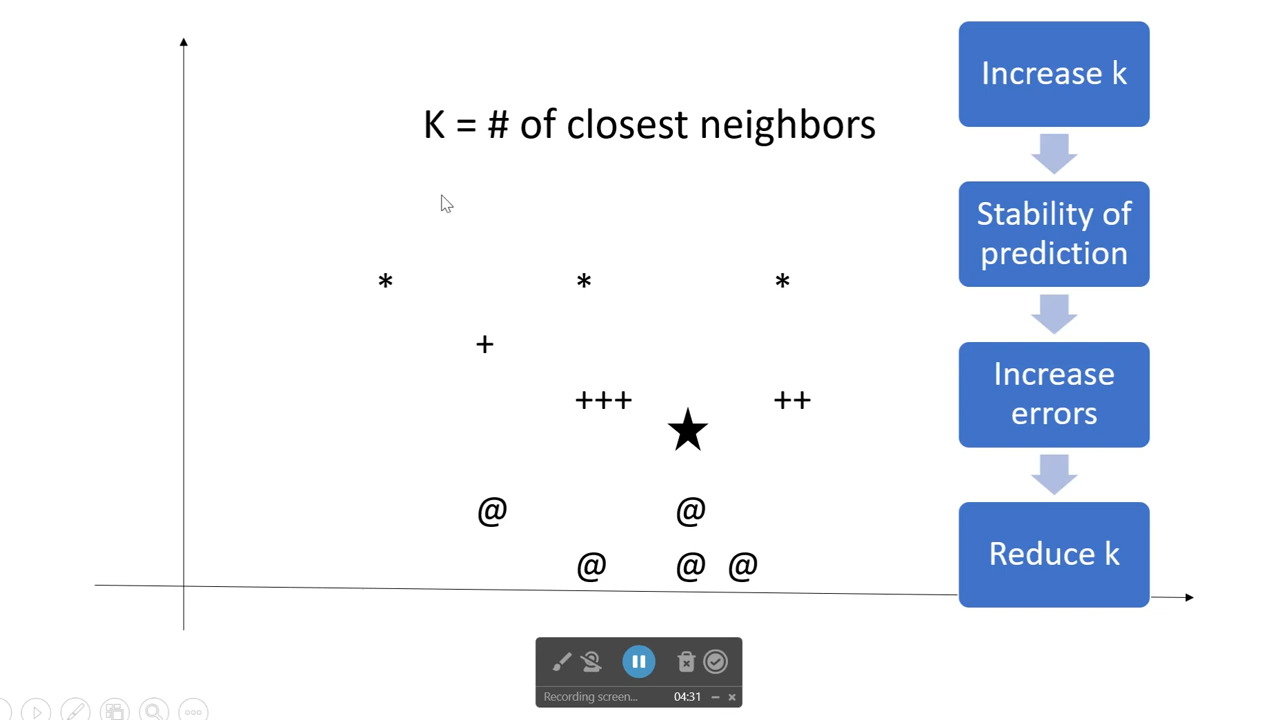 K = # of closest neighbors
* * *
+
+++ ++
@ @
@ @ @
Increase k
Stability of
prediction
Increase
errors
Reduce k
Recording screen... 04:31